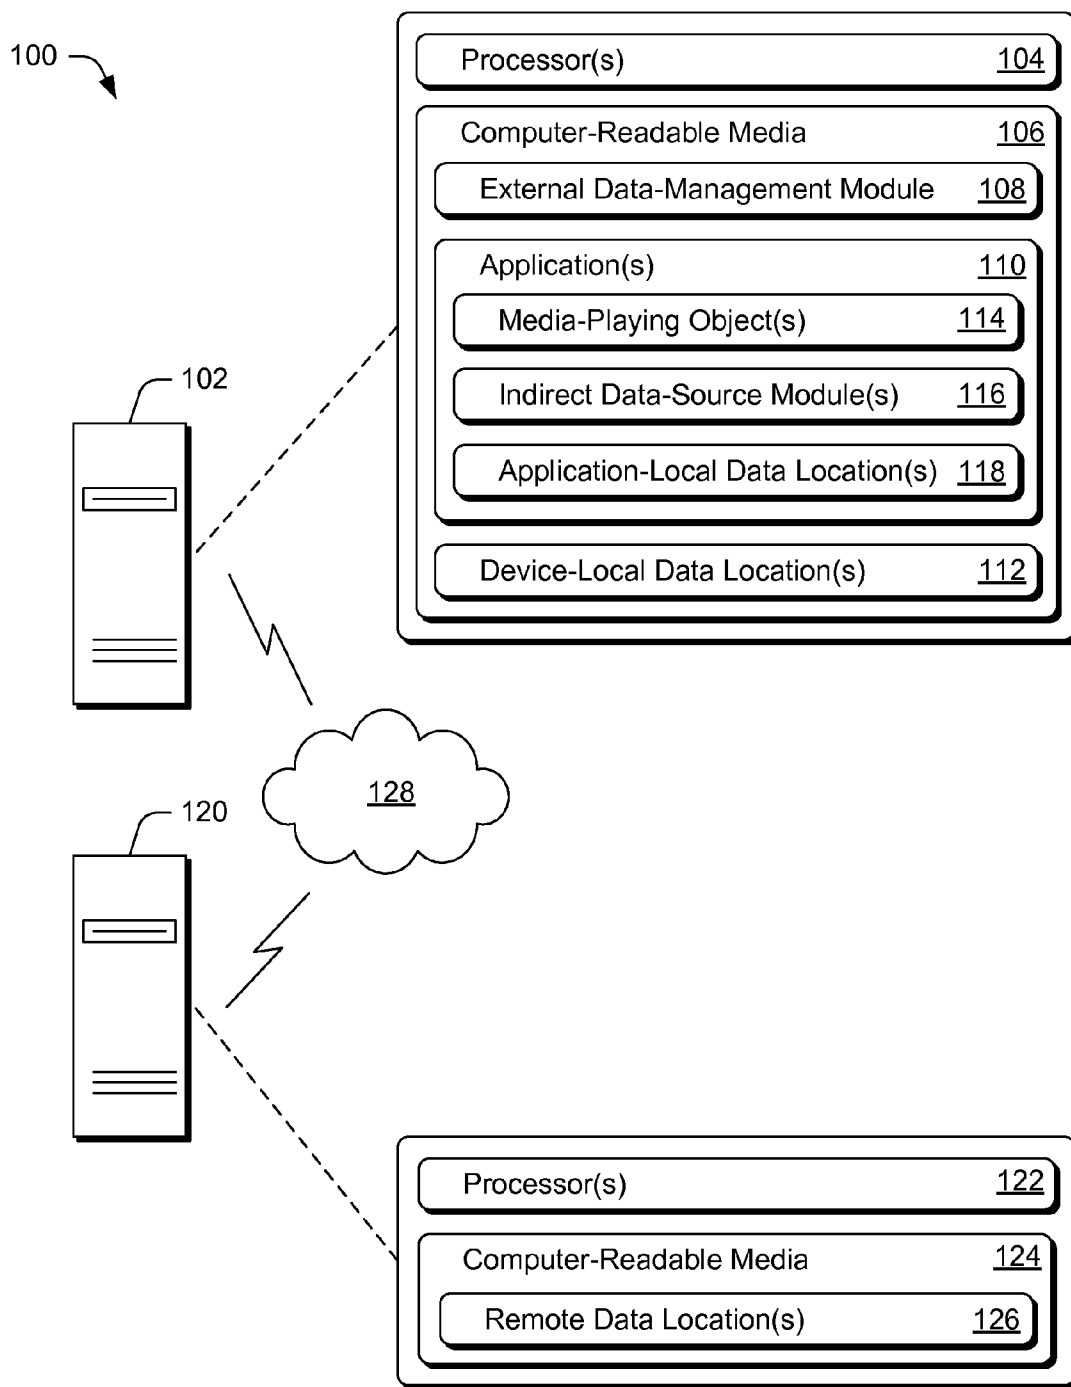 100
Processor(s) 104
Computer-Readable Media 106
External Data-Management Module 108
Application(s) 110
Media-Playing Object(s) 114
Indirect Data-Source Module(s) 116
Application-Local Data Location(s) 118
Device-Local Data Location(s) 112
102
128
120
Processor(s) 122
Computer-Readable Media 124
Remote Data Location(s) 126